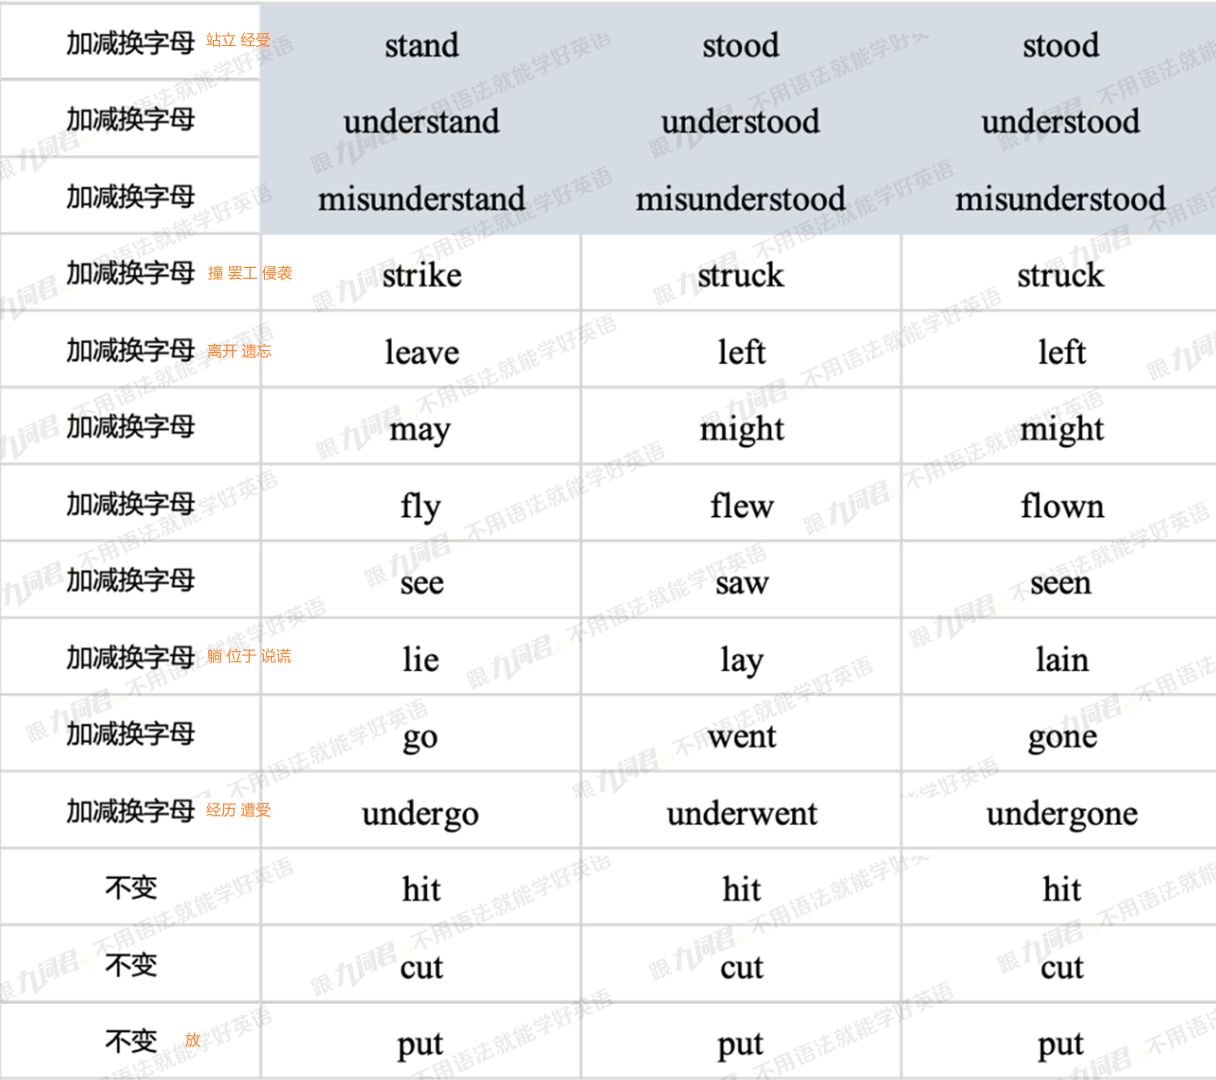 加减换字母 站立 经受 stand stood stood
加减换字母 understand understood understood
加减换字母 misunderstand misunderstood misunderstood
加减换字母 撞 罢工 侵袭 strike struck struck
加减换字母 离开 遗忘 leave left left
加减换字母 may might might
加减换字母 fly flew flown
加减换字母 see saw seen
加减换字母 躺 位于 说谎 lie lay lain
加减换字母 go went gone
加减换字母 经历 遭受 undergo underwent undergone
不变 hit hit hit
不变 cut cut cut
不变 放 put put put
跟九词君 不用语法就能学好英语